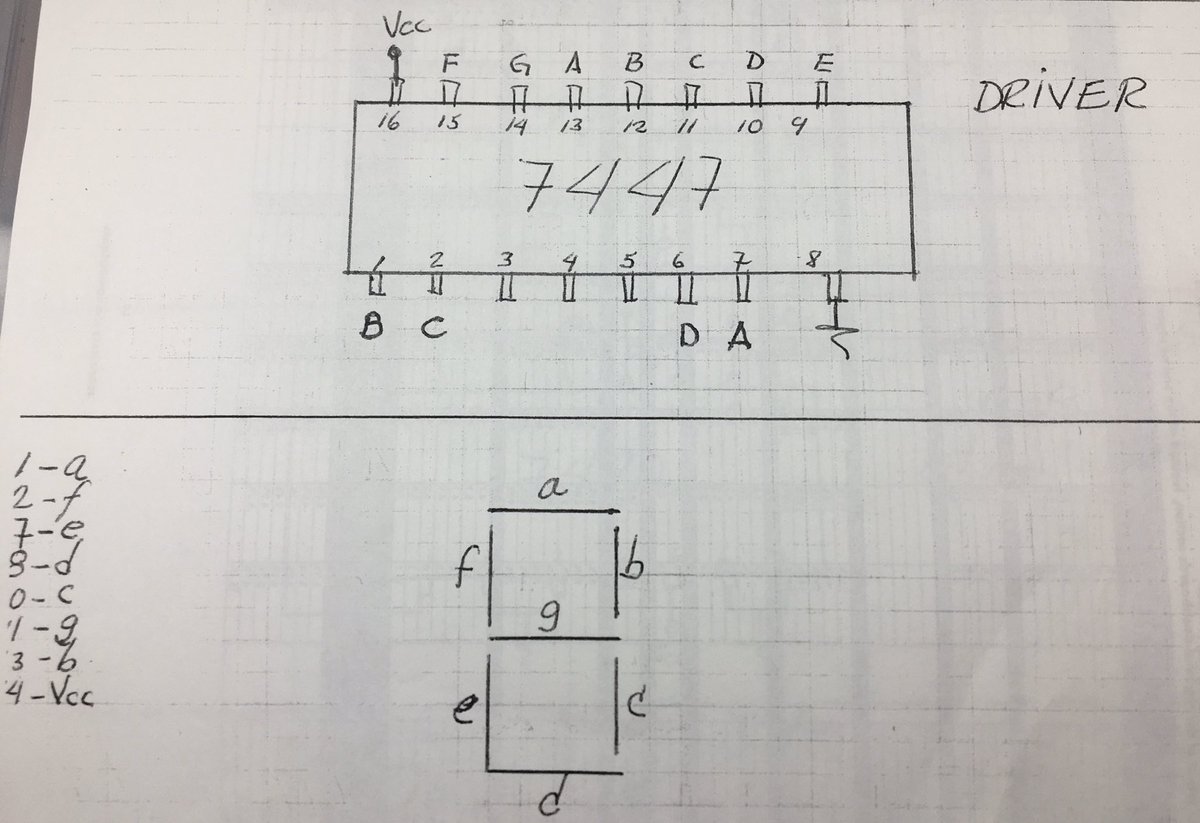 Vcc
F G A B C D E
DRiVER
16 15 14 13 12 11 10 9
7447
1 2 3 4 5 6 7 8
B C D A
1-a
2-f
7-e
8-d
0-c
1-g
3-b
4-Vcc
a
f b
g
e c
d